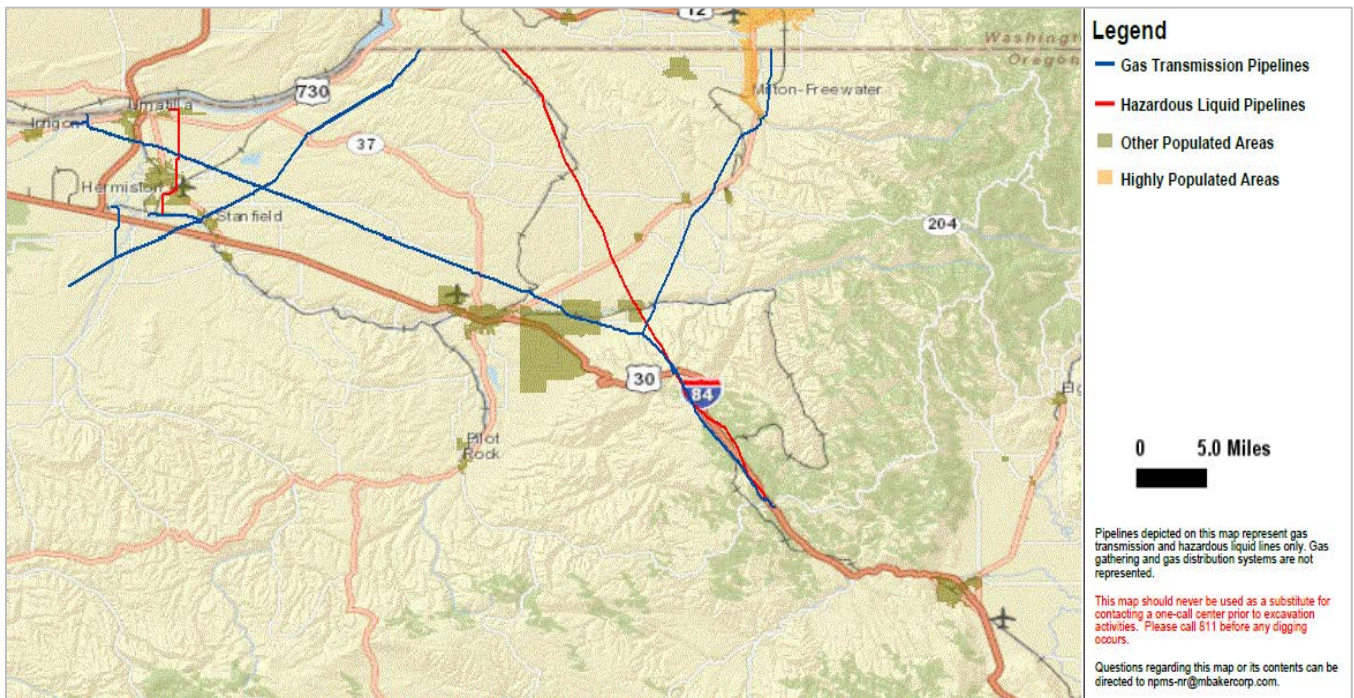 12
Washingt
Oregon
730
Umatilla
Irrigon
Milton-Freewater
37
Hermiston
Stanfield
204
30
84
Pilot
Rock
Elg
Legend
Gas Transmission Pipelines
Hazardous Liquid Pipelines
Other Populated Areas
Highly Populated Areas
0 5.0 Miles
Pipelines depicted on this map represent gas
transmission and hazardous liquid lines only. Gas
gathering and gas distribution systems are not
represented.
This map should never be used as a substitute for
contacting a one-call center prior to excavation
activities. Please call 811 before any digging
occurs.
Questions regarding this map or its contents can be
directed to npms-nr@mbakercorp.com.